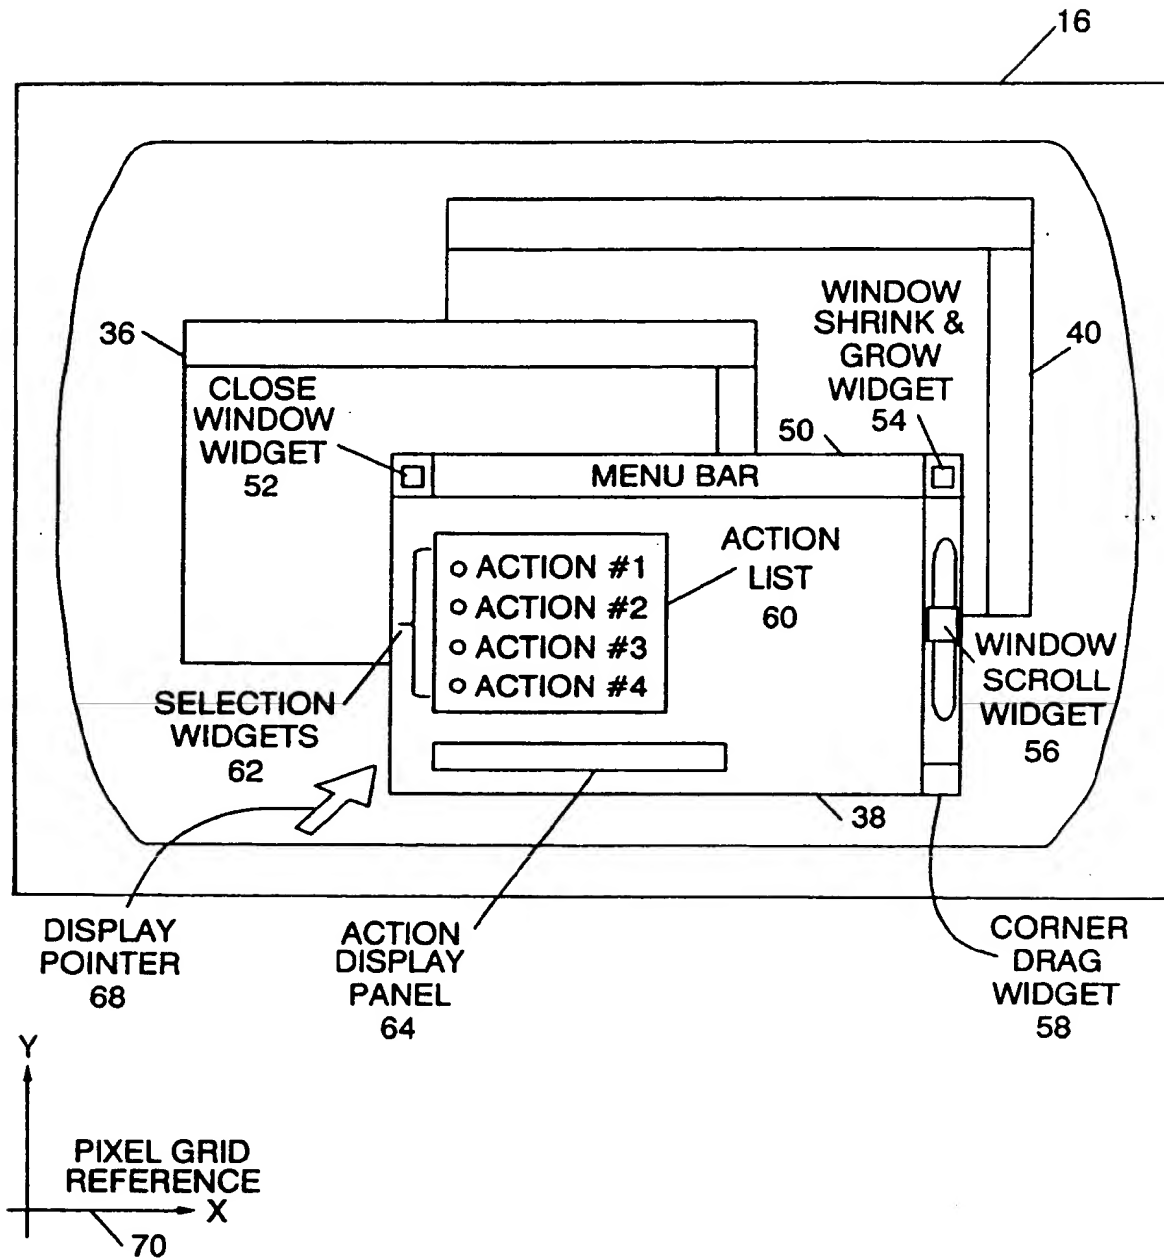 16
36
40
WINDOW
SHRINK &
GROW
WIDGET
54
CLOSE
WINDOW
WIDGET
52
50
MENU BAR
ACTION #1
ACTION #2
ACTION #3
ACTION #4
ACTION
LIST
60
WINDOW
SCROLL
WIDGET
56
SELECTION
WIDGETS
62
38
DISPLAY
POINTER
68
ACTION
DISPLAY
PANEL
64
CORNER
DRAG
WIDGET
58
Y
PIXEL GRID
REFERENCE
X
70